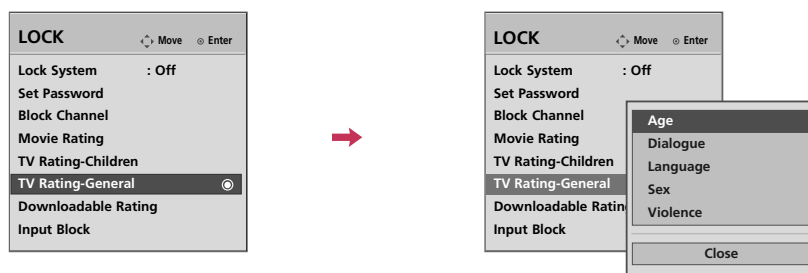 LOCK Move Enter
Lock System : Off
Set Password
Block Channel
Movie Rating
TV Rating-Children
TV Rating-General
Downloadable Rating
Input Block
LOCK Move Enter
Lock System : Off
Set Password
Block Channel
Movie Rating
TV Rating-Children
TV Rating-General
Downloadable Ratin
Input Block
Age
Dialogue
Language
Sex
Violence
Close